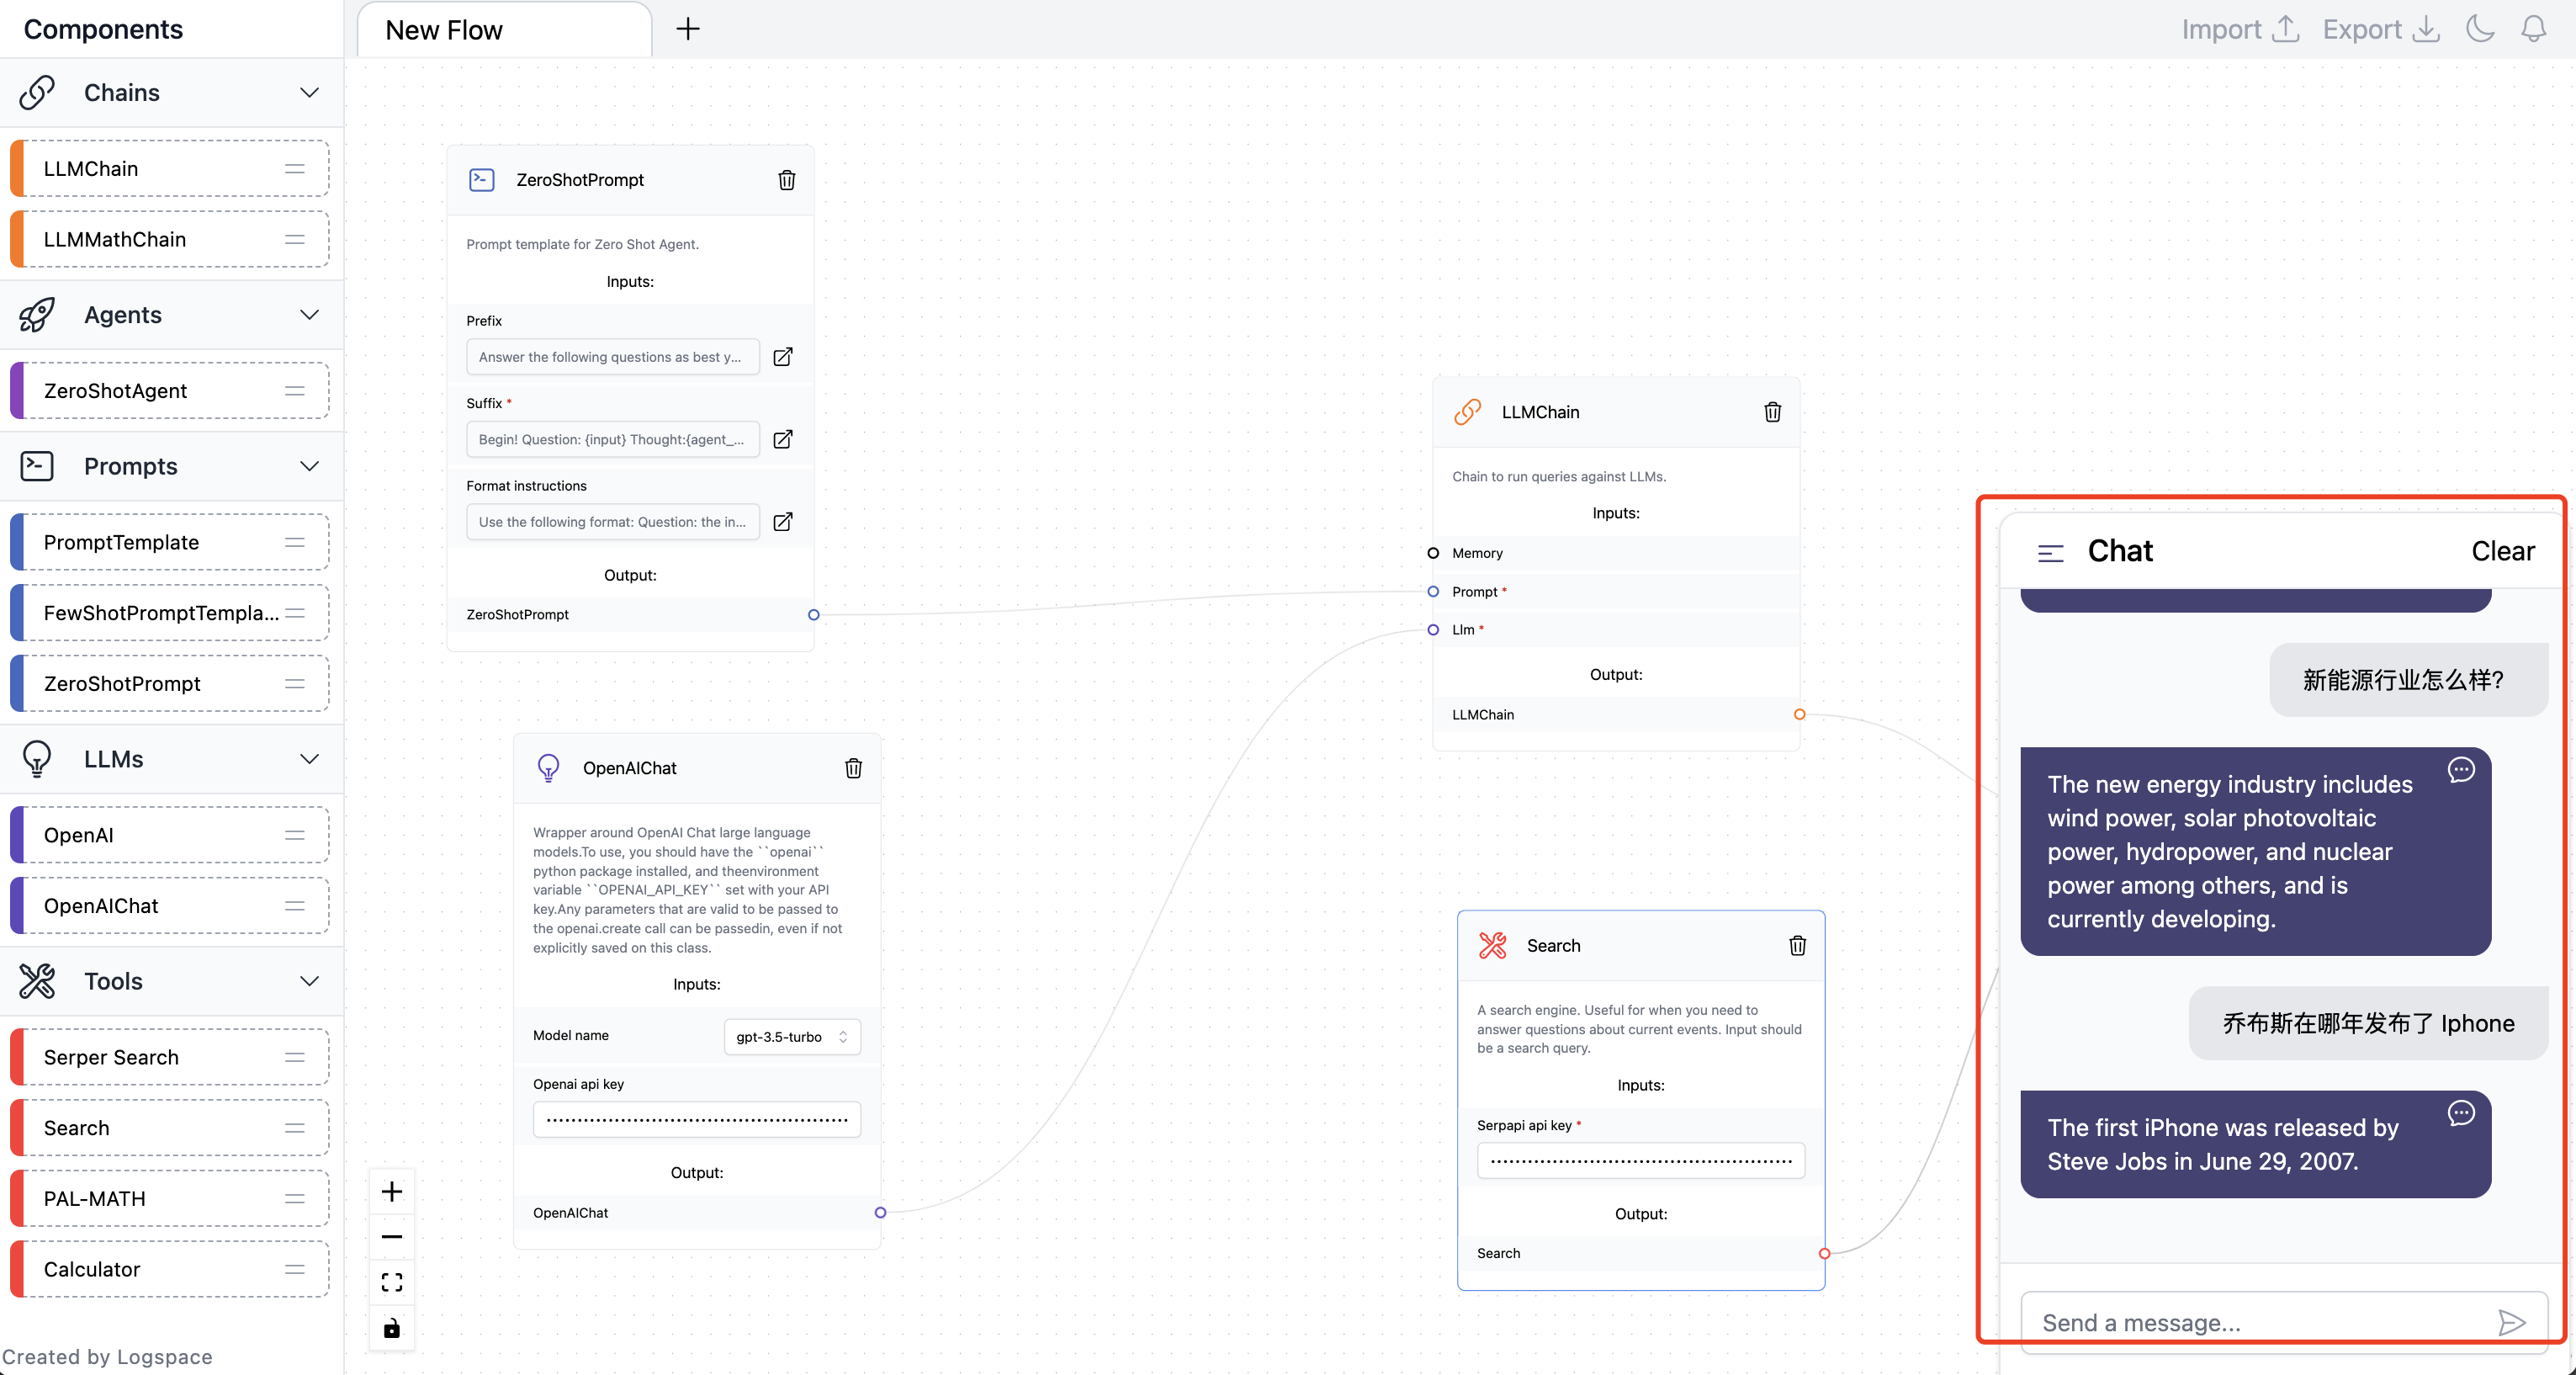 Components
New Flow
Import
Export
Chains
LLMChain
LLMMathChain
Agents
ZeroShotAgent
Prompts
PromptTemplate
FewShotPromptTempla...
ZeroShotPrompt
LLMs
OpenAI
OpenAIChat
Tools
Serper Search
Search
PAL-MATH
Calculator
Created by Logspace
ZeroShotPrompt
Prompt template for Zero Shot Agent.
Inputs:
Prefix
Answer the following questions as best y...
Suffix *
Begin! Question: {input} Thought:{agent_...
Format instructions
Use the following format: Question: the in...
Output:
ZeroShotPrompt
OpenAIChat
Wrapper around OpenAI Chat large language
models.To use, you should have the ``openai``
python package installed, and theenvironment
variable ``OPENAI_API_KEY`` set with your API
key.Any parameters that are valid to be passed to
the openai.create call can be passedin, even if not
explicitly saved on this class.
Inputs:
Model name
gpt-3.5-turbo
Openai api key
Output:
OpenAIChat
LLMChain
Chain to run queries against LLMs.
Inputs:
Memory
Prompt *
Llm *
Output:
LLMChain
Search
A search engine. Useful for when you need to
answer questions about current events. Input should
be a search query.
Inputs:
Serpapi api key *
Output:
Search
Chat
Clear
新能源行业怎么样?
The new energy industry includes
wind power, solar photovoltaic
power, hydropower, and nuclear
power among others, and is
currently developing.
乔布斯在哪年发布了 Iphone
The first iPhone was released by
Steve Jobs in June 29, 2007.
Send a message...